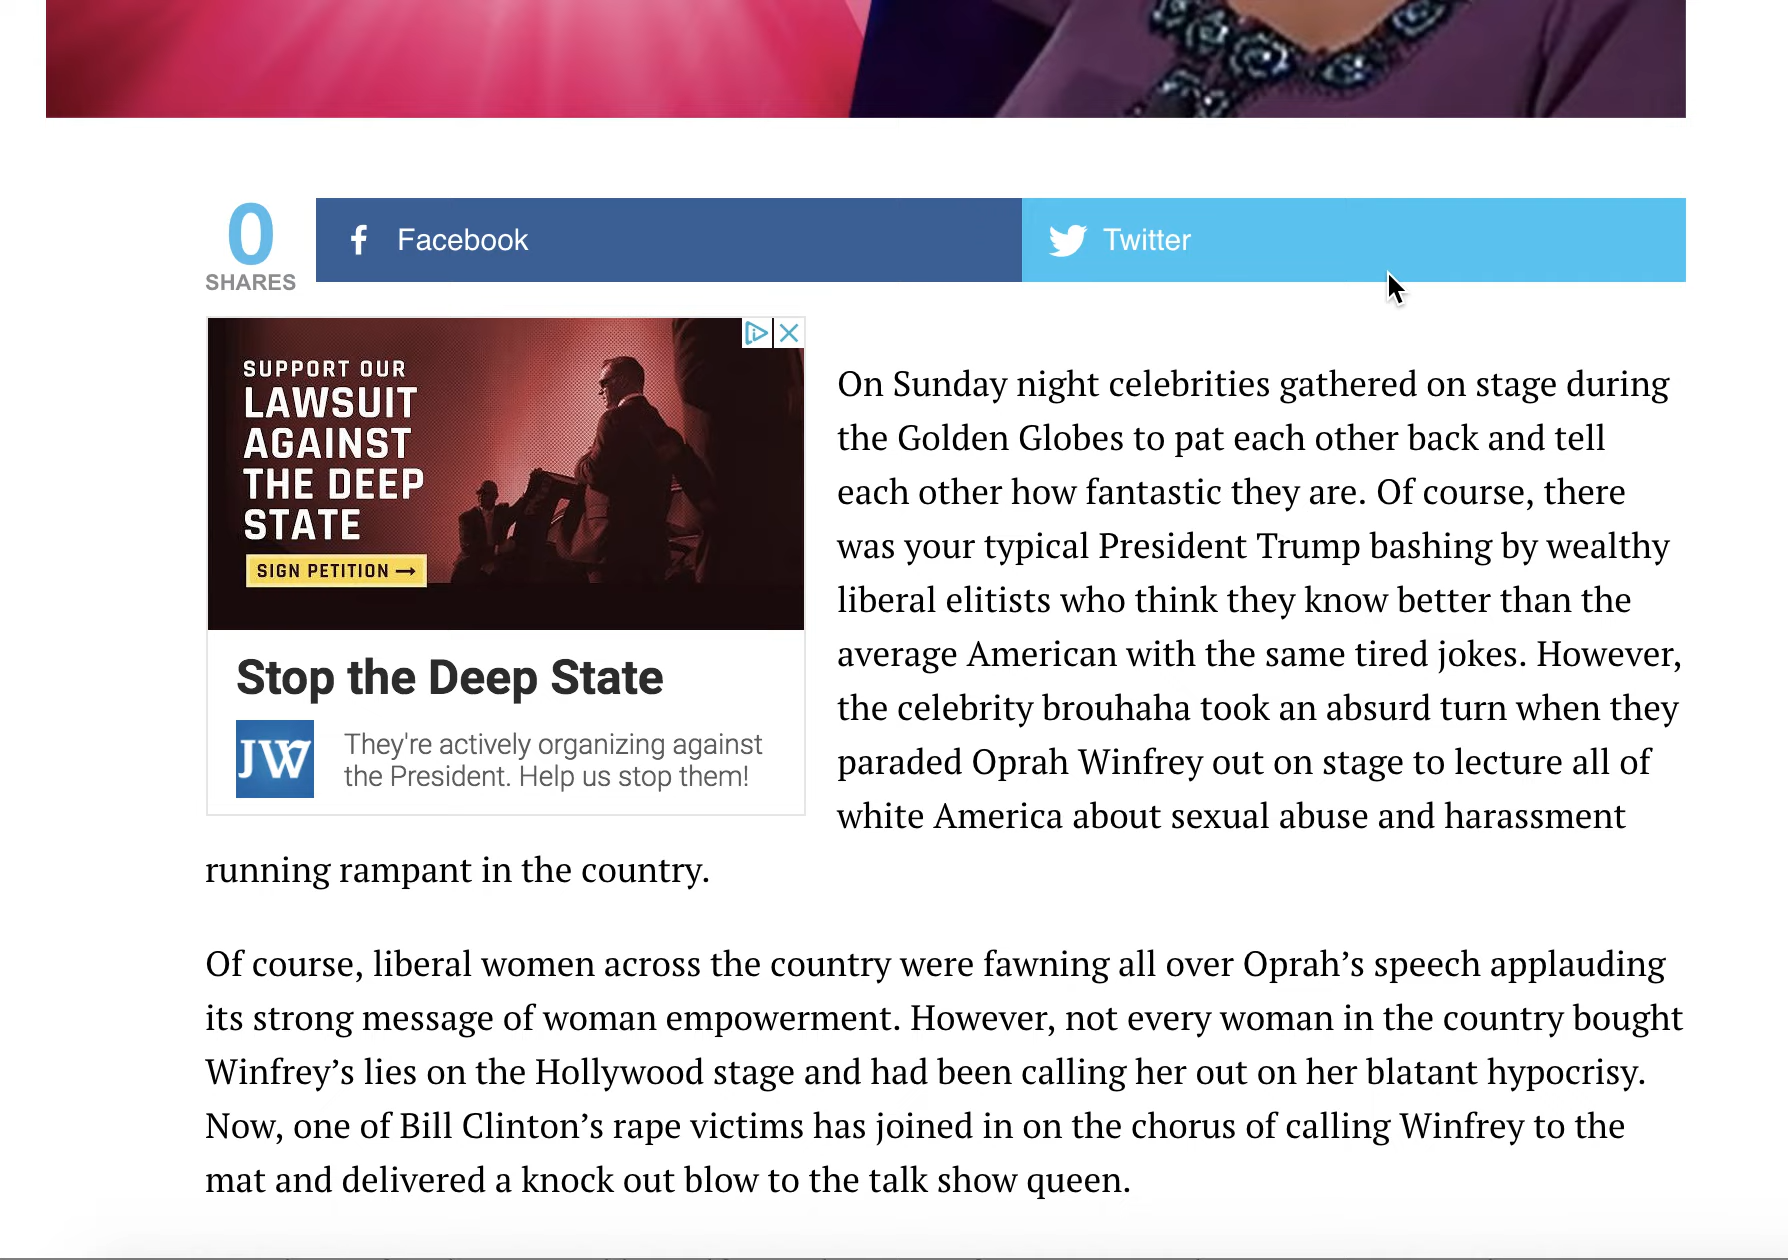 0
SHARES
Facebook
Twitter
SUPPORT OUR
LAWSUIT
AGAINST
THE DEEP
STATE
SIGN PETITION →
Stop the Deep State
JW
They're actively organizing against
the President. Help us stop them!
On Sunday night celebrities gathered on stage during
the Golden Globes to pat each other back and tell
each other how fantastic they are. Of course, there
was your typical President Trump bashing by wealthy
liberal elitists who think they know better than the
average American with the same tired jokes. However,
the celebrity brouhaha took an absurd turn when they
paraded Oprah Winfrey out on stage to lecture all of
white America about sexual abuse and harassment
running rampant in the country.
Of course, liberal women across the country were fawning all over Oprah’s speech applauding
its strong message of woman empowerment. However, not every woman in the country bought
Winfrey’s lies on the Hollywood stage and had been calling her out on her blatant hypocrisy.
Now, one of Bill Clinton’s rape victims has joined in on the chorus of calling Winfrey to the
mat and delivered a knock out blow to the talk show queen.